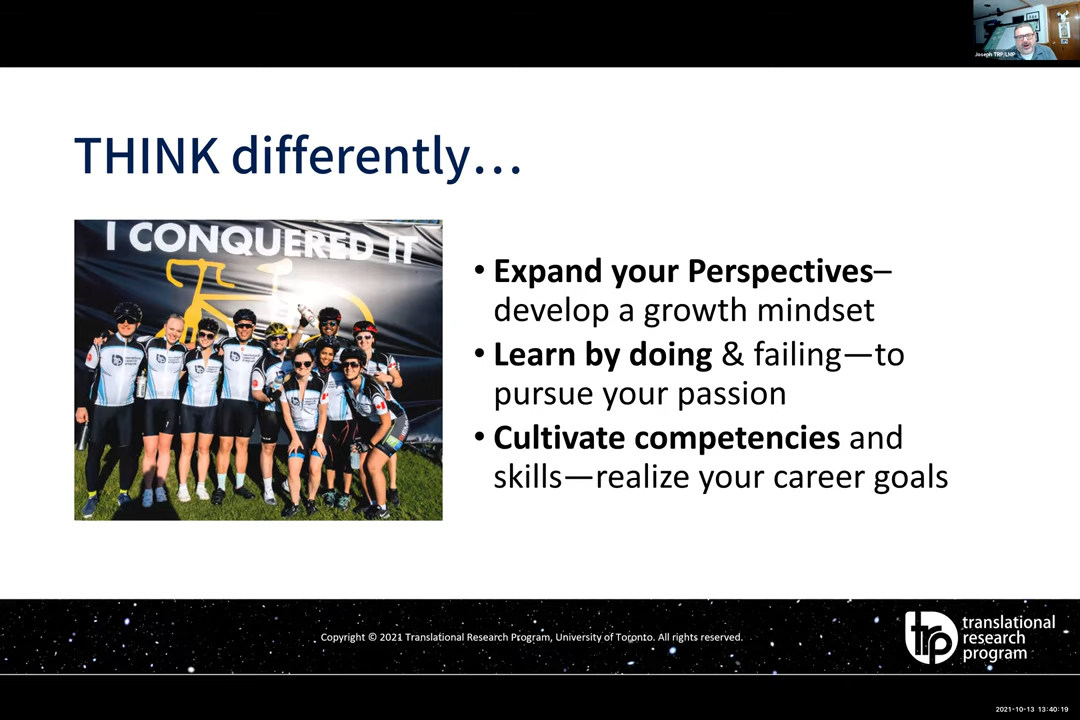 Joseph TRP/LMP
THINK differently...
I CONQUERED IT
• Expand your Perspectives–
develop a growth mindset
• Learn by doing & failing—to
pursue your passion
• Cultivate competencies and
skills—realize your career goals
Copyright © 2021 Translational Research Program, University of Toronto. All rights reserved.
trp
translational
research
program
2021-10-13 13:40:19